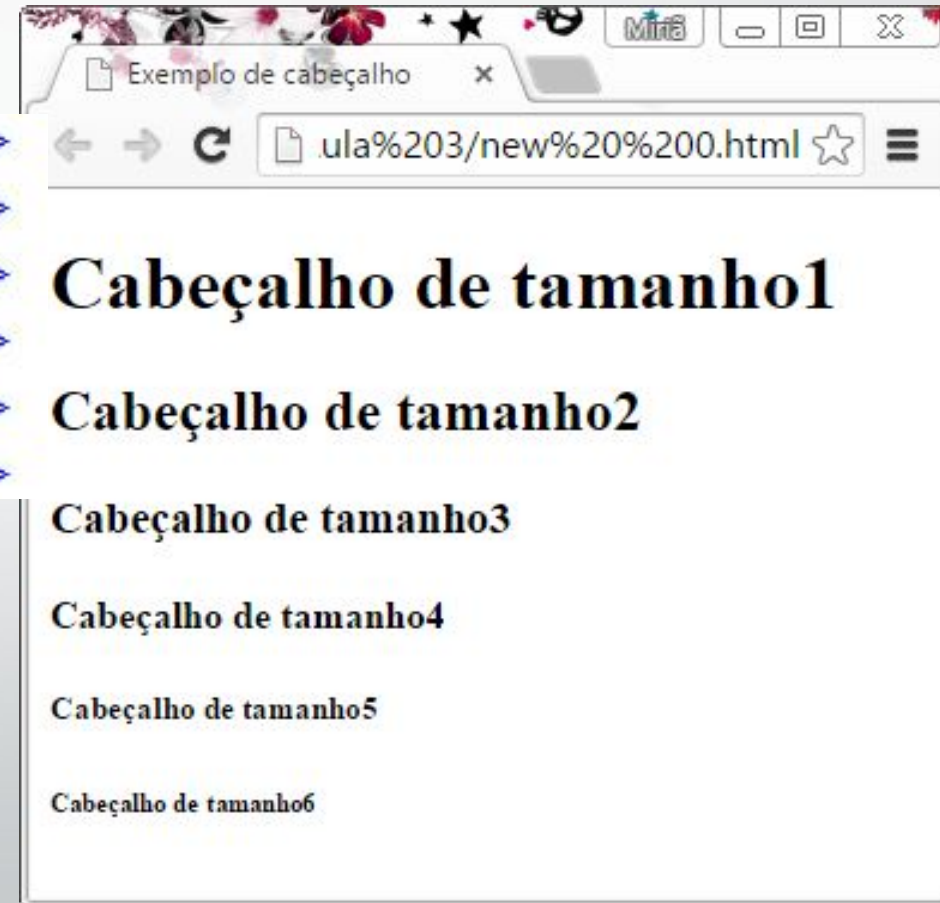 Miriã
Exemplo de cabeçalho
.ula%203/new%20%200.html
Cabeçalho de tamanho1
Cabeçalho de tamanho2
Cabeçalho de tamanho3
Cabeçalho de tamanho4
Cabeçalho de tamanho5
Cabeçalho de tamanho6